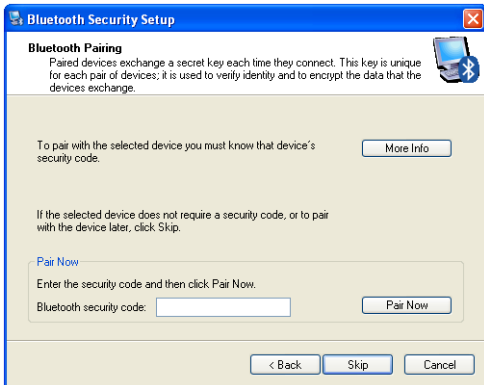 Bluetooth Security Setup
Bluetooth Pairing
Paired devices exchange a secret key each time they connect. This key is unique
for each pair of devices; it is used to verify identity and to encrypt the data that the
devices exchange.
To pair with the selected device you must know that device's
security code.
More Info
If the selected device does not require a security code, or to pair
with the device later, click Skip.
Pair Now
Enter the security code and then click Pair Now.
Bluetooth security code:
Pair Now
< Back
Skip
Cancel